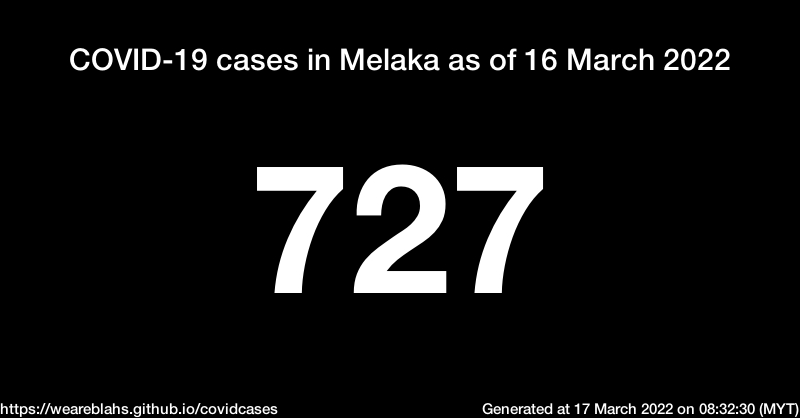 COVID-19 cases in Melaka as of 16 March 2022
727
https://weareblahs.github.io/covidcases
Generated at 17 March 2022 on 08:32:30 (MYT)